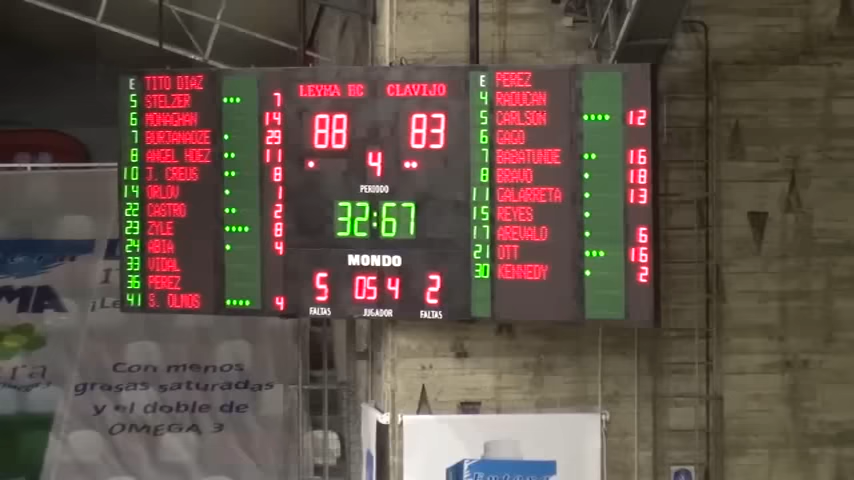 E TITO DIAZ
5 STELZER 7
6 MONAGHAN 14
7 BURJANADZE 29
8 ANGEL HDEZ 11
10 J. CREUS 8
14 ORLOV 1
22 CASTRO 2
23 ZYLE 8
24 ABIA 4
33 VIDAL
36 PEREZ
41 S. OLMOS 4
LEYMA BC CLAVIJO
88 83
4
PERIODO
32:67
MONDO
5 05 4 2
FALTAS JUGADOR FALTAS
E PEREZ
4 RADUCAN
5 CARLSON 12
6 GAGO
7 BABATUNDE 16
8 BRAVO 18
11 GALARRETA 13
15 REYES
17 AREVALO 6
21 OTT 16
30 KENNEDY 2
Con menos
grasas saturadas
y el doble de
OMEGA 3